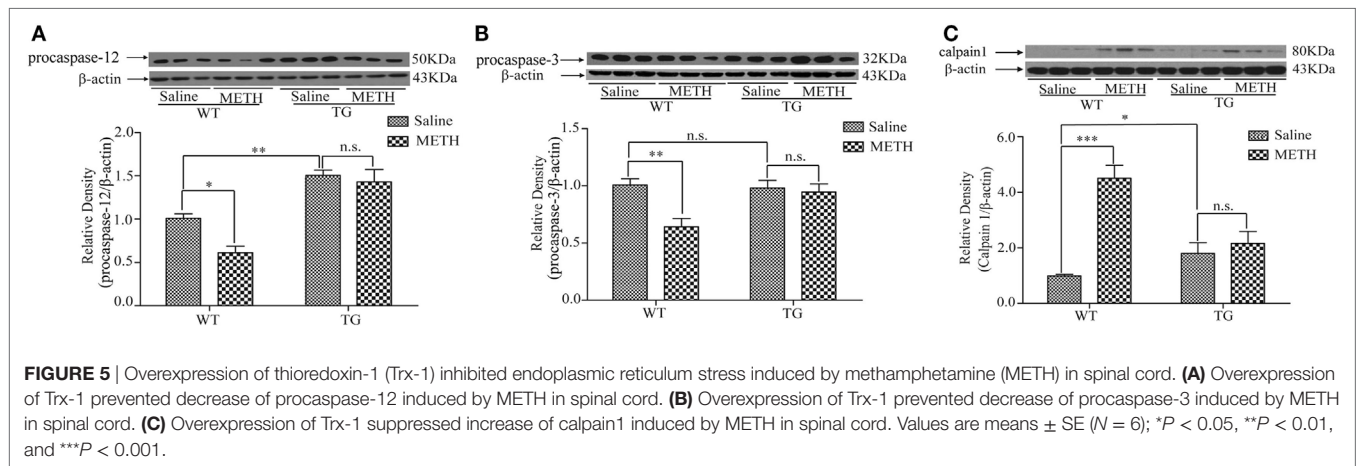 A
procaspase-12
50KDa
β-actin
43KDa
Saline METH Saline METH
WT TG
Saline
METH
2.0
1.5
1.0
0.5
0.0
Relative Density
(procaspase-12/β-actin)
**
*
n.s.
WT TG
B
procaspase-3
32KDa
β-actin
43KDa
Saline METH Saline METH
WT TG
Saline
METH
1.5
1.0
0.5
0.0
Relative Density
(procaspase-3/β-actin)
n.s.
**
n.s.
WT TG
C
calpain1
80KDa
β-actin
43KDa
Saline METH Saline METH
WT TG
Saline
METH
6.0
4.0
2.0
0.0
Relative Density
(Calpain 1/β-actin)
*
***
n.s.
WT TG
FIGURE 5 | Overexpression of thioredoxin-1 (Trx-1) inhibited endoplasmic reticulum stress induced by methamphetamine (METH) in spinal cord. (A) Overexpression
of Trx-1 prevented decrease of procaspase-12 induced by METH in spinal cord. (B) Overexpression of Trx-1 prevented decrease of procaspase-3 induced by METH
in spinal cord. (C) Overexpression of Trx-1 suppressed increase of calpain1 induced by METH in spinal cord. Values are means ± SE (N = 6); *P < 0.05, **P < 0.01,
and ***P < 0.001.